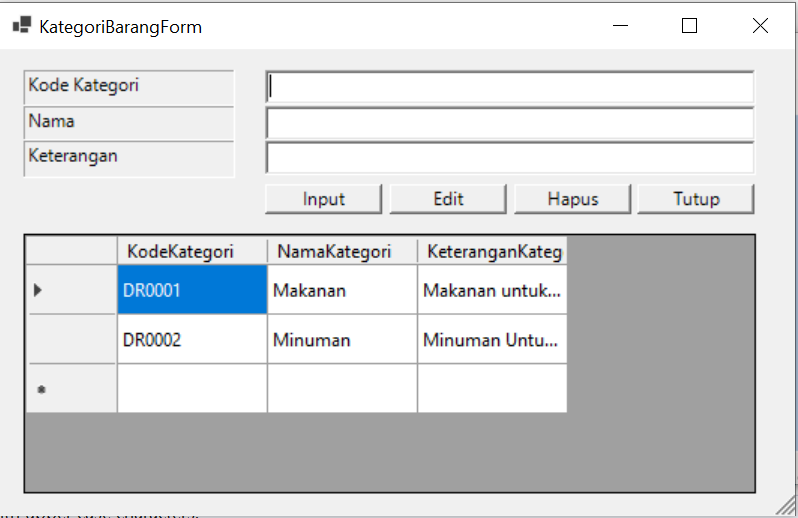 KategoriBarangForm
Kode Kategori
Nama
Keterangan
Input Edit Hapus Tutup
KodeKategori NamaKategori KeteranganKateg
DR0001 Makanan Makanan untuk...
DR0002 Minuman Minuman Untu...
*